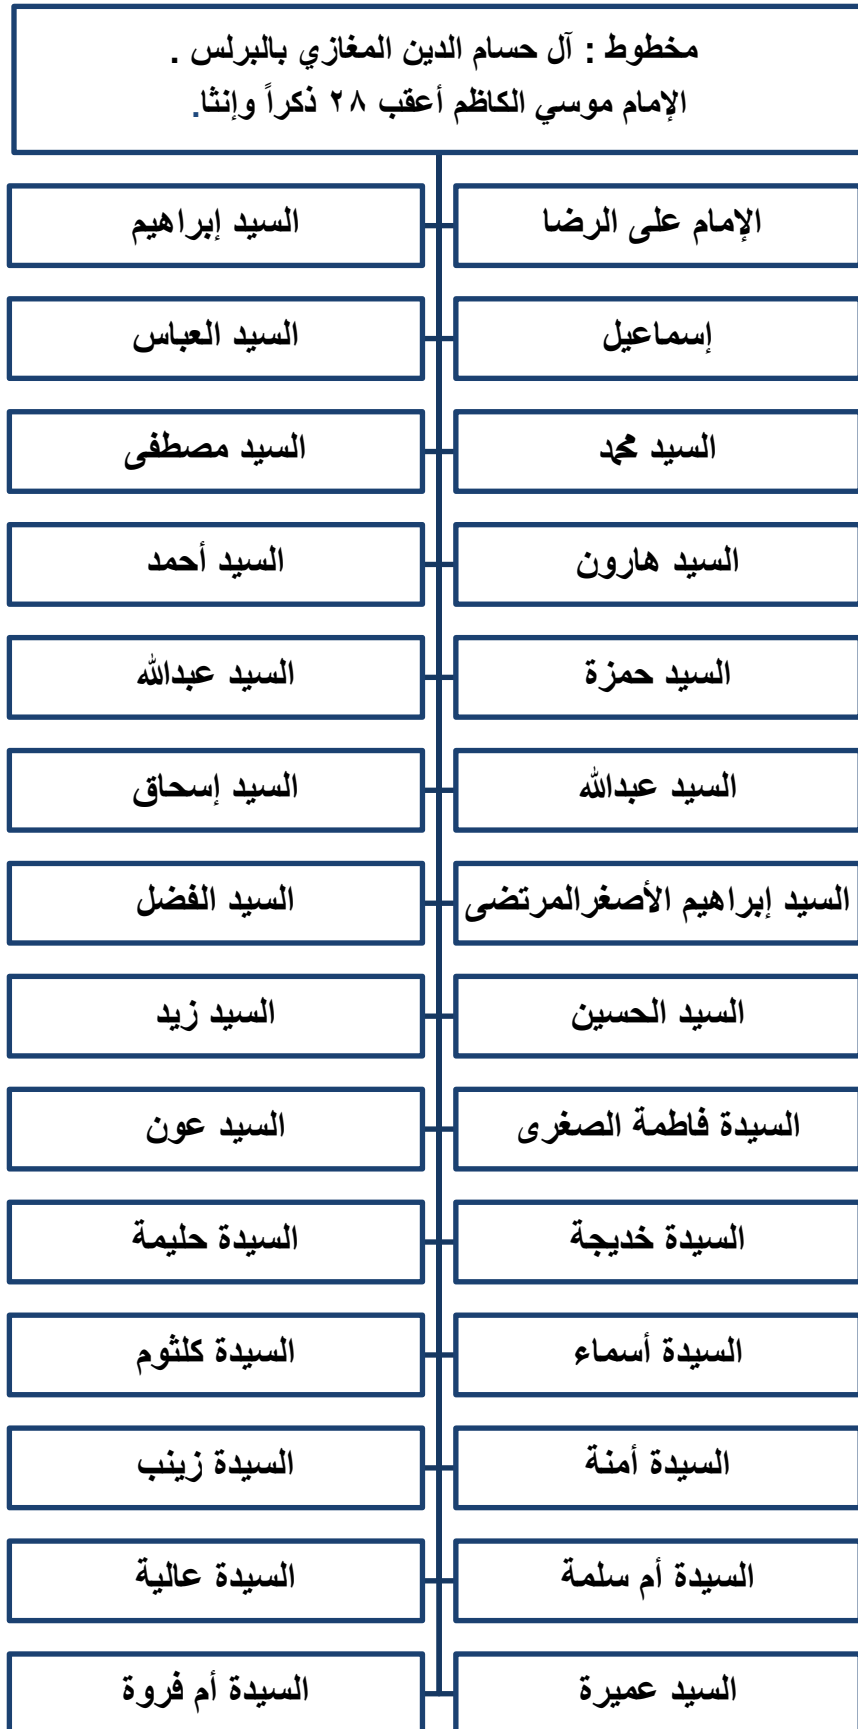 مخطوط : آل حسام الدين المغازي بالبرلس .
الإمام موسي الكاظم أعقب ٢٨ ذكراً وإنثا.
الإمام على الرضا
السيد إبراهيم
إسماعيل
السيد العباس
السيد محمد
السيد مصطفى
السيد هارون
السيد أحمد
السيد حمزة
السيد عبدالله
السيد عبدالله
السيد إسحاق
السيد إبراهيم الأصغرالمرتضى
السيد الفضل
السيد الحسين
السيد زيد
السيدة فاطمة الصغرى
السيد عون
السيدة خديجة
السيدة حليمة
السيدة أسماء
السيدة كلثوم
السيدة أمنة
السيدة زينب
السيدة أم سلمة
السيدة عالية
السيد عميرة
السيدة أم فروة